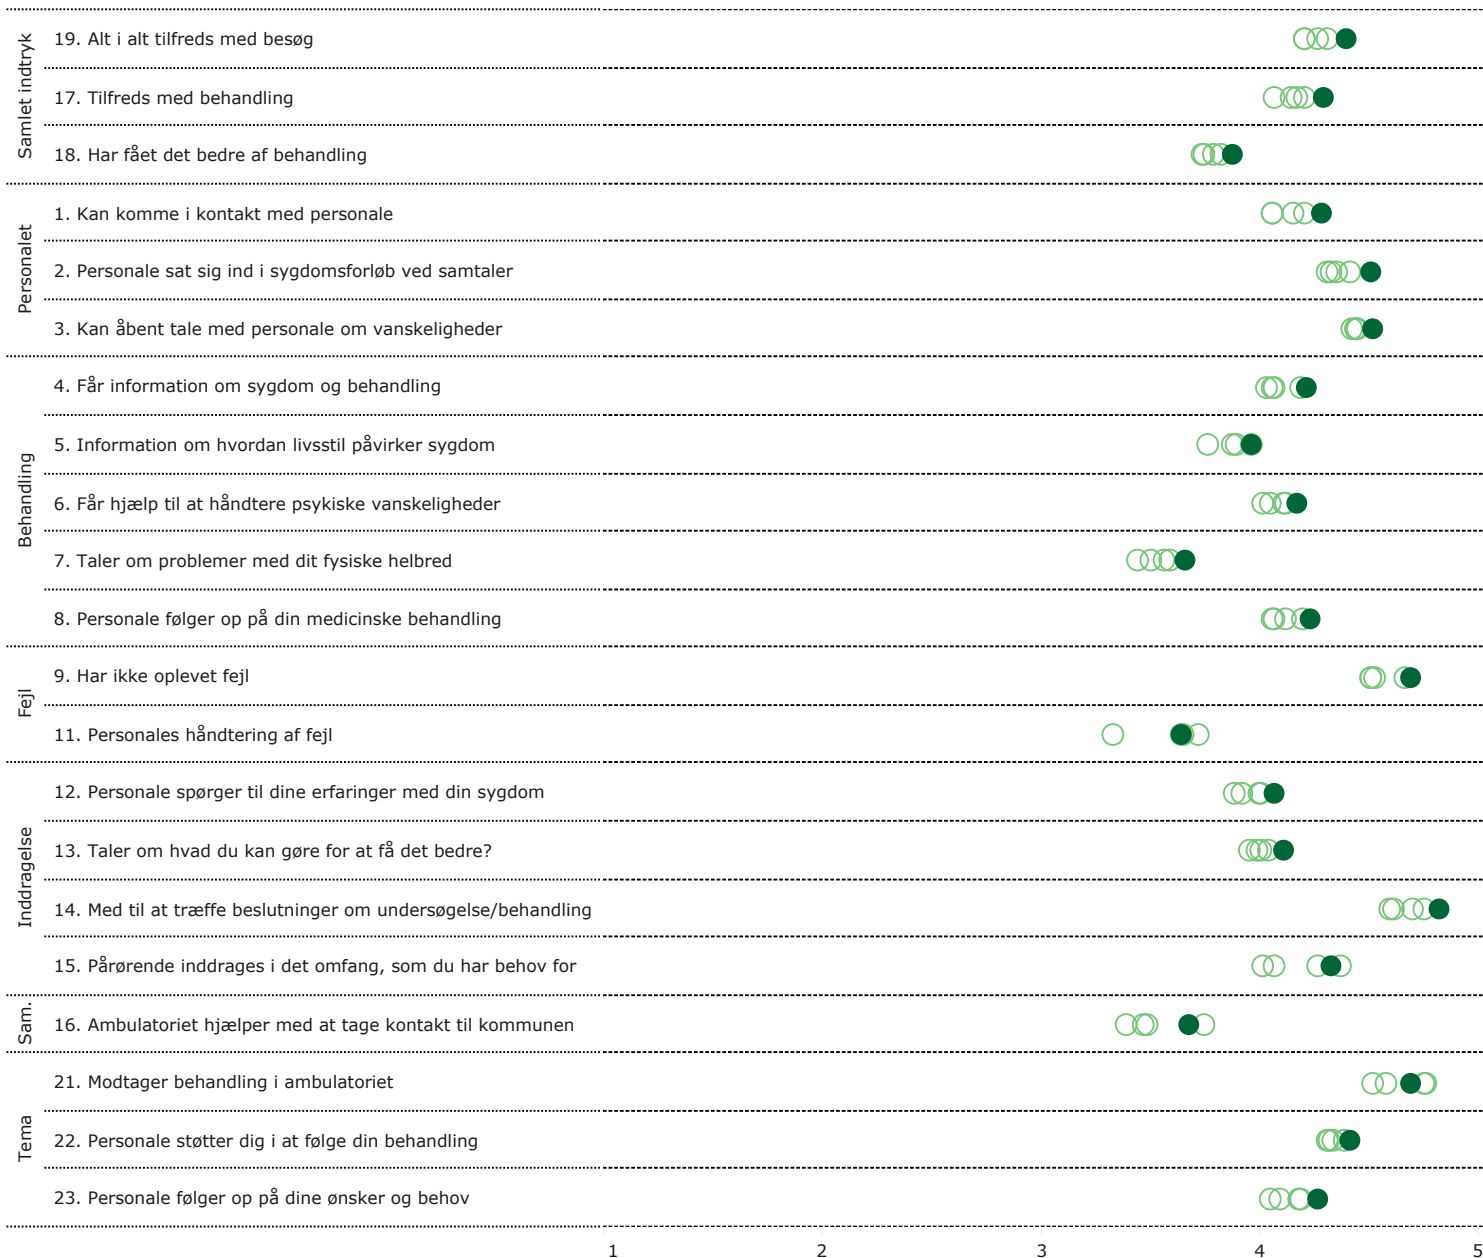 Samlet indtryk
19. Alt i alt tilfreds med besøg
17. Tilfreds med behandling
18. Har fået det bedre af behandling
Personalet
1. Kan komme i kontakt med personale
2. Personale sat sig ind i sygdomsforløb ved samtaler
3. Kan åbent tale med personale om vanskeligheder
Behandling
4. Får information om sygdom og behandling
5. Information om hvordan livsstil påvirker sygdom
6. Får hjælp til at håndtere psykiske vanskeligheder
7. Taler om problemer med dit fysiske helbred
8. Personale følger op på din medicinske behandling
Fejl
9. Har ikke oplevet fejl
11. Personales håndtering af fejl
Inddragelse
12. Personale spørger til dine erfaringer med din sygdom
13. Taler om hvad du kan gøre for at få det bedre?
14. Med til at træffe beslutninger om undersøgelse/behandling
15. Pårørende inddrages i det omfang, som du har behov for
Sam.
16. Ambulatoriet hjælper med at tage kontakt til kommunen
Tema
21. Modtager behandling i ambulatoriet
22. Personale støtter dig i at følge din behandling
23. Personale følger op på dine ønsker og behov
1 2 3 4 5